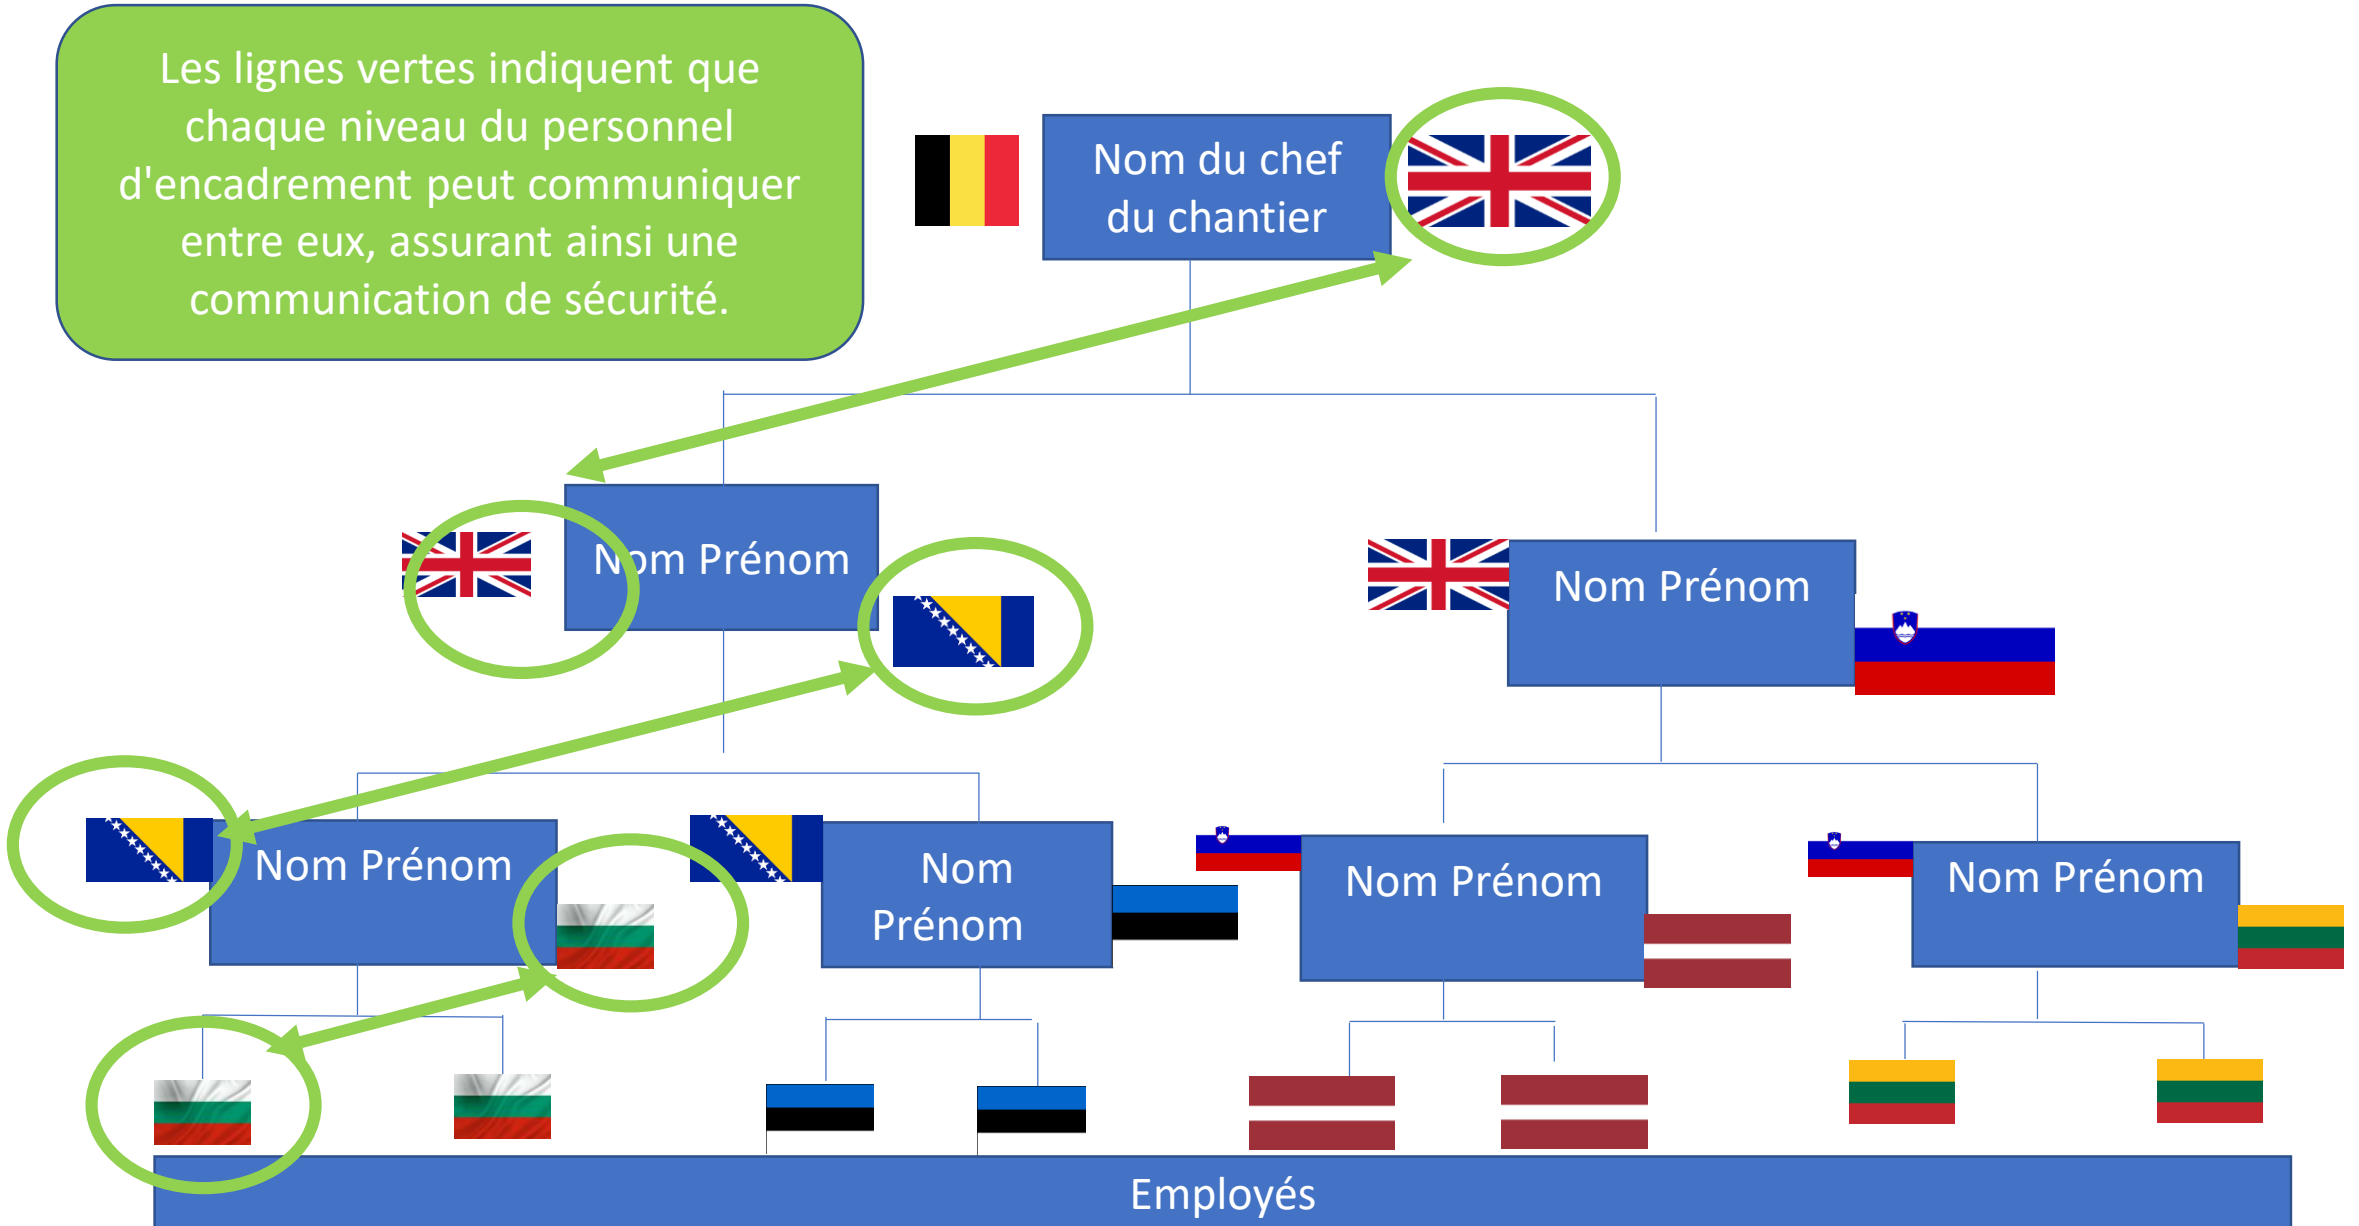 Les lignes vertes indiquent que
chaque niveau du personnel
d'encadrement peut communiquer
entre eux, assurant ainsi une
communication de sécurité.
Nom du chef
du chantier
Nom Prénom
Nom Prénom
Nom Prénom
Nom
Prénom
Nom Prénom
Nom Prénom
Employés